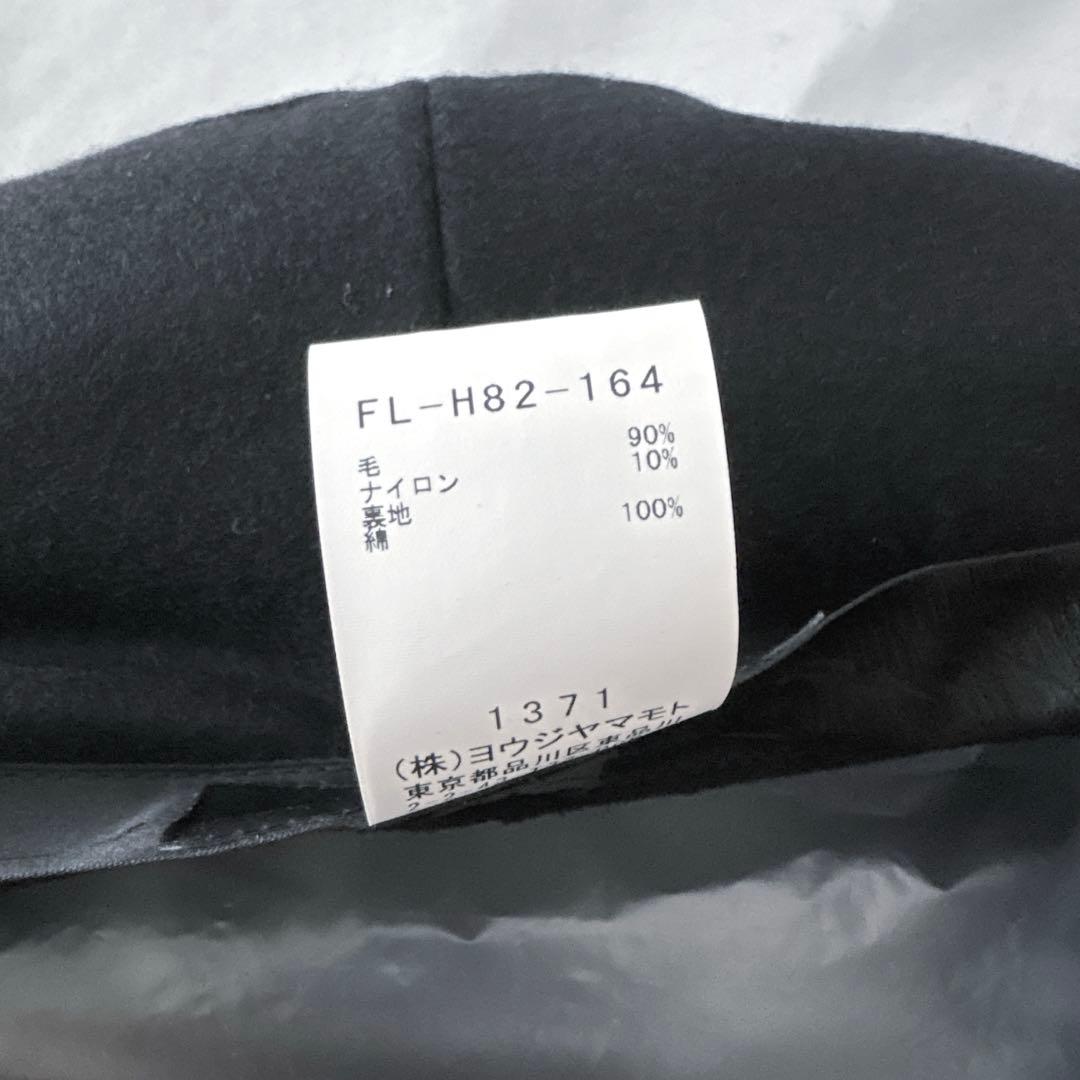 FL-H82-164
毛 90%
ナイロン 10%
裏地
綿 100%
1371
(株)ヨウジヤマモト
東京都品川区東品川